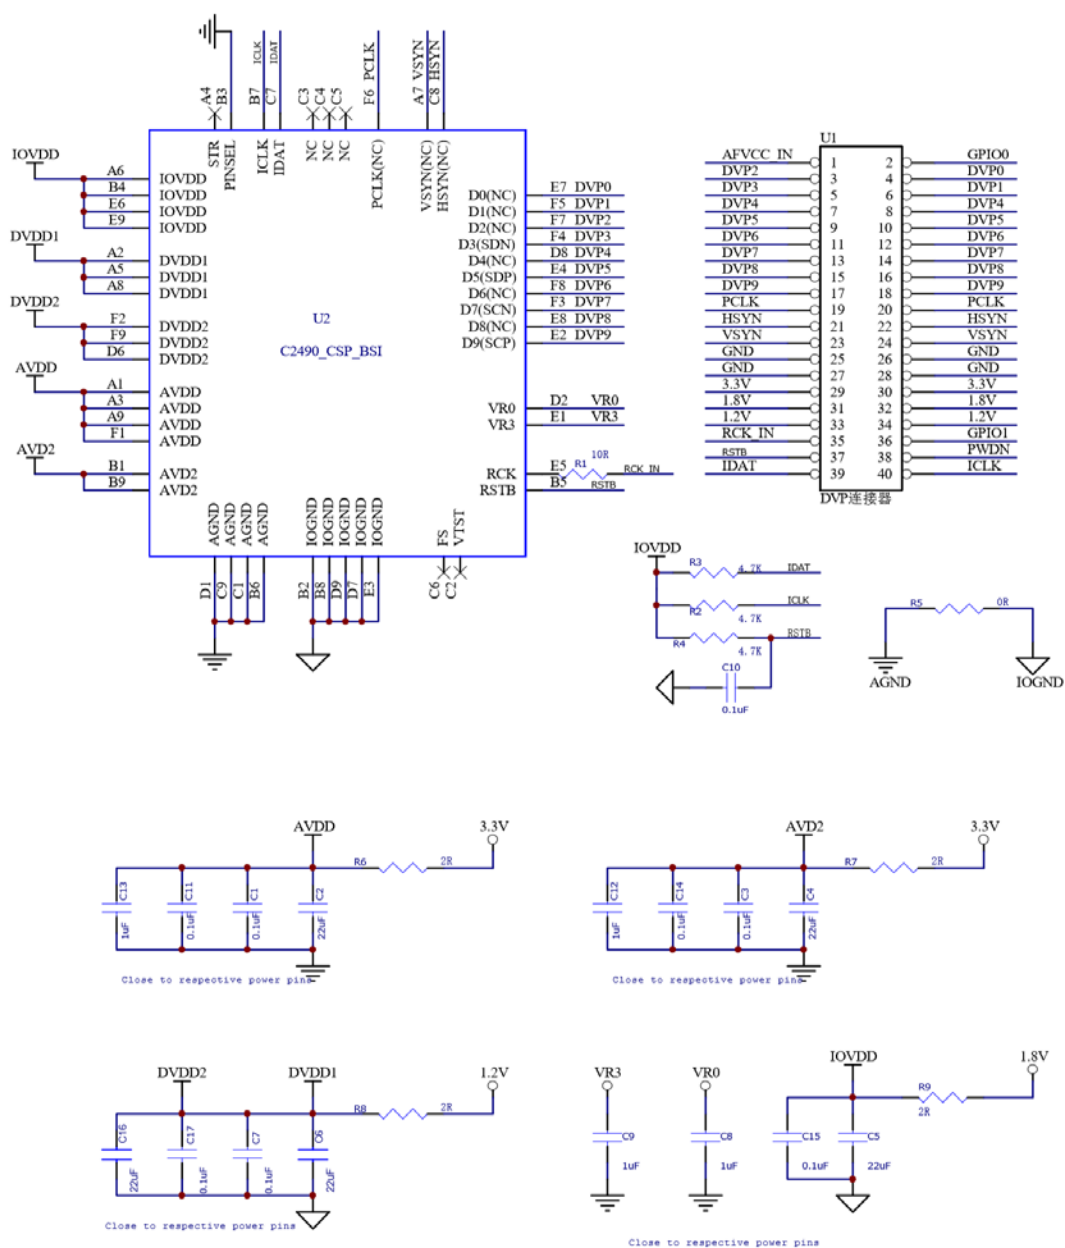 A4
B3
B7 ICLK
C7 IDAT
C3
C4
C5
F6 PCLK
A7 VSYN
C8 HSYN
STR
PINSEL
ICLK
IDAT
NC
NC
NC
PCLK(NC)
VSYN(NC)
HSYN(NC)
IOVDD
A6 IOVDD
B4 IOVDD
E6 IOVDD
E9 IOVDD
DVDD1
A2 DVDD1
A5 DVDD1
A8 DVDD1
DVDD2
F2 DVDD2
F9 DVDD2
D6 DVDD2
AVDD
A1 AVDD
A3 AVDD
A9 AVDD
F1 AVDD
AVD2
B1 AVD2
B9 AVD2
U2
C2490_CSP_BSI
D0(NC) E7 DVP0
D1(NC) F5 DVP1
D2(NC) F7 DVP2
D3(SDN) F4 DVP3
D4(NC) D8 DVP4
D5(SDP) E4 DVP5
D6(NC) F8 DVP6
D7(SCN) F3 DVP7
D8(NC) E8 DVP8
D9(SCP) E2 DVP9
VR0 D2 VR0
VR3 E1 VR3
RCK E5 R1 10R RCK_IN
RSTB B5 RSTB
AGND
AGND
AGND
AGND
IOGND
IOGND
IOGND
IOGND
IOGND
FS
VTST
D1
C9
C1
B6
B2
B8
D9
D7
E3
C6
C2
U1
AFVCC_IN 1 2 GPIO0
DVP2 3 4 DVP0
DVP3 5 6 DVP1
DVP4 7 8 DVP4
DVP5 9 10 DVP5
DVP6 11 12 DVP6
DVP7 13 14 DVP7
DVP8 15 16 DVP8
DVP9 17 18 DVP9
PCLK 19 20 PCLK
HSYN 21 22 HSYN
VSYN 23 24 VSYN
GND 25 26 GND
GND 27 28 GND
3.3V 29 30 3.3V
1.8V 31 32 1.8V
1.2V 33 34 1.2V
RCK_IN 35 36 GPIO1
RSTB 37 38 PWDN
IDAT 39 40 ICLK
DVP连接器
IOVDD
R3 4.7K IDAT
R2 4.7K ICLK
R4 4.7K RSTB
C10
0.1uF
R5 0R
AGND
IOGND
AVDD
3.3V
R6 2R
C13 1uF
C11 0.1uF
C1 0.1uF
C2 22uF
Close to respective power pins
AVD2
3.3V
R7 2R
C12 1uF
C14 0.1uF
C3 0.1uF
C4 22uF
Close to respective power pins
DVDD2
DVDD1
1.2V
R8 2R
C16 22uF
C17 0.1uF
C7 0.1uF
C6 22uF
Close to respective power pins
VR3
C9
1uF
VR0
C8
1uF
IOVDD
1.8V
R9
2R
C15
0.1uF
C5
22uF
Close to respective power pins